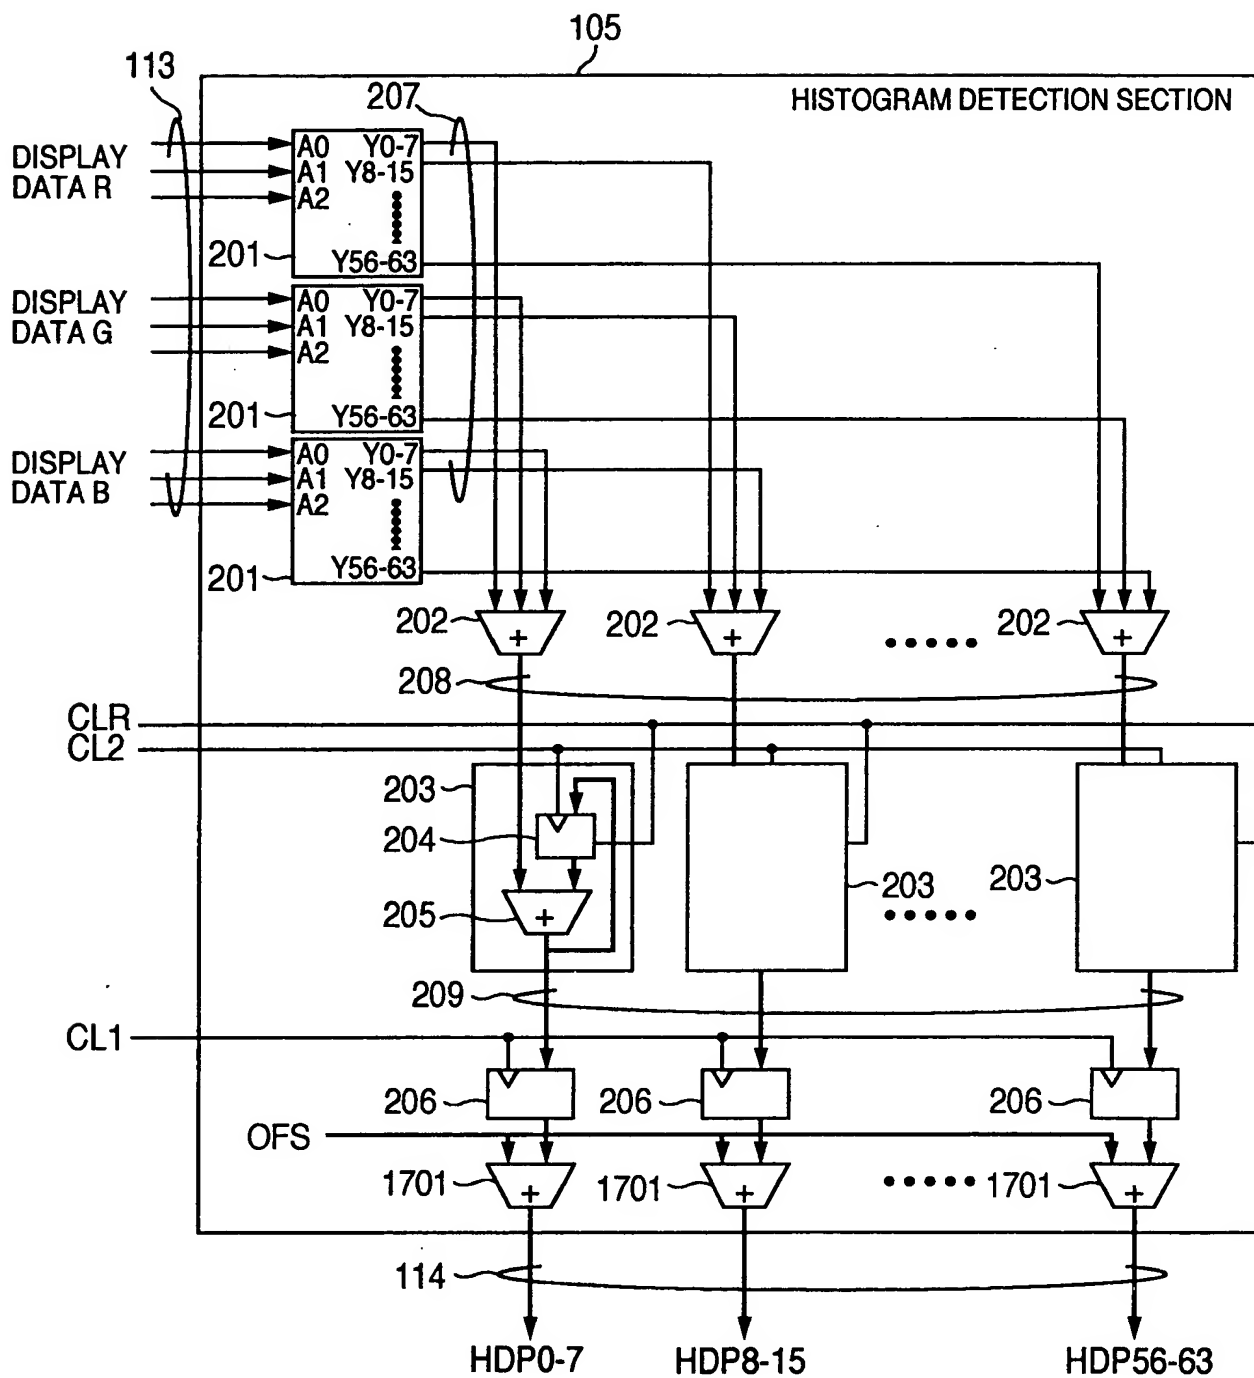 105
113
207
HISTOGRAM DETECTION SECTION
DISPLAY
DATA R
A0
A1
A2
Y0-7
Y8-15
Y56-63
201
DISPLAY
DATA G
A0
A1
A2
Y0-7
Y8-15
Y56-63
201
DISPLAY
DATA B
A0
A1
A2
Y0-7
Y8-15
Y56-63
201
202
+
202
+
202
+
208
CLR
CL2
203
204
205
+
203
203
209
CL1
206
206
206
OFS
1701
+
1701
+
1701
+
114
HDP0-7
HDP8-15
HDP56-63